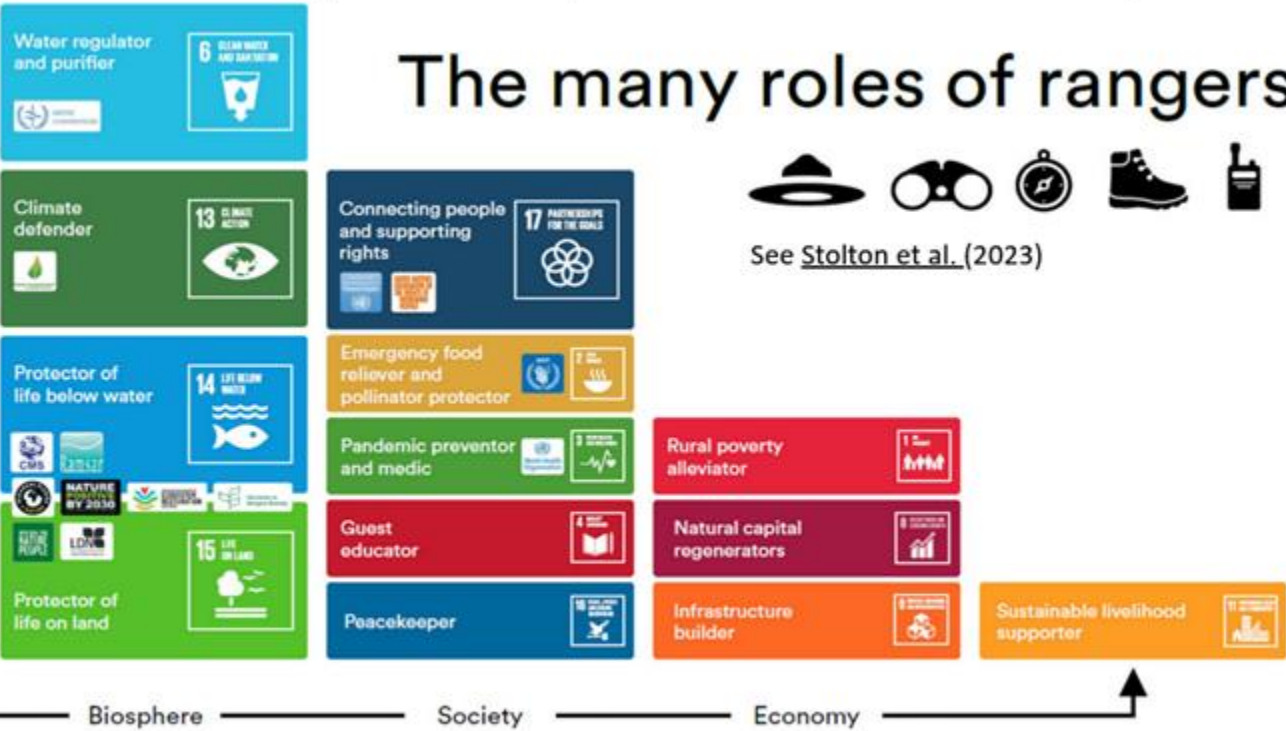 The many roles of rangers
See Stolton et al. (2023)
Water regulator
and purifier
6 CLEAN WATER
AND SANITATION
Climate
defender
13 CLIMATE
ACTION
Protector of
life below water
14 LIFE BELOW
WATER
CMS
Ramsar
NATURE
POSITIVE
BY 2030
LDN
Protector of
life on land
15 LIFE
ON LAND
Connecting people
and supporting
rights
17 PARTNERSHIPS
FOR THE GOALS
Emergency food
reliever and
pollinator protector
2
Pandemic preventor
and medic
3
Guest
educator
4
Peacekeeper
16
Rural poverty
alleviator
1
Natural capital
regenerators
8
Infrastructure
builder
9
Sustainable livelihood
supporter
11
Biosphere
Society
Economy